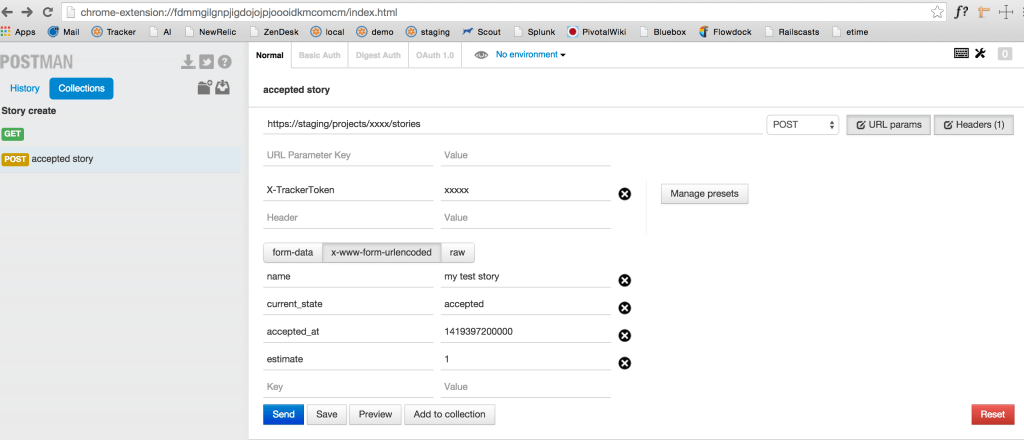 chrome-extension://fdmmgilgnpjigdojojpjoooidkmcomcm/index.html f?
Apps Mail Tracker AI NewRelic ZenDesk local demo staging Scout Splunk PivotalWiki Bluebox Flowdock Railscasts etime
POSTMAN
Normal Basic Auth Digest Auth OAuth 1.0 No environment 0
History Collections
Story create
GET
POST accepted story
accepted story
https://staging/projects/xxxx/stories POST URL params Headers (1)
URL Parameter Key Value
X-TrackerToken xxxxx Manage presets
Header Value
form-data x-www-form-urlencoded raw
name my test story
current_state accepted
accepted_at 1419397200000
estimate 1
Key Value
Send Save Preview Add to collection Reset